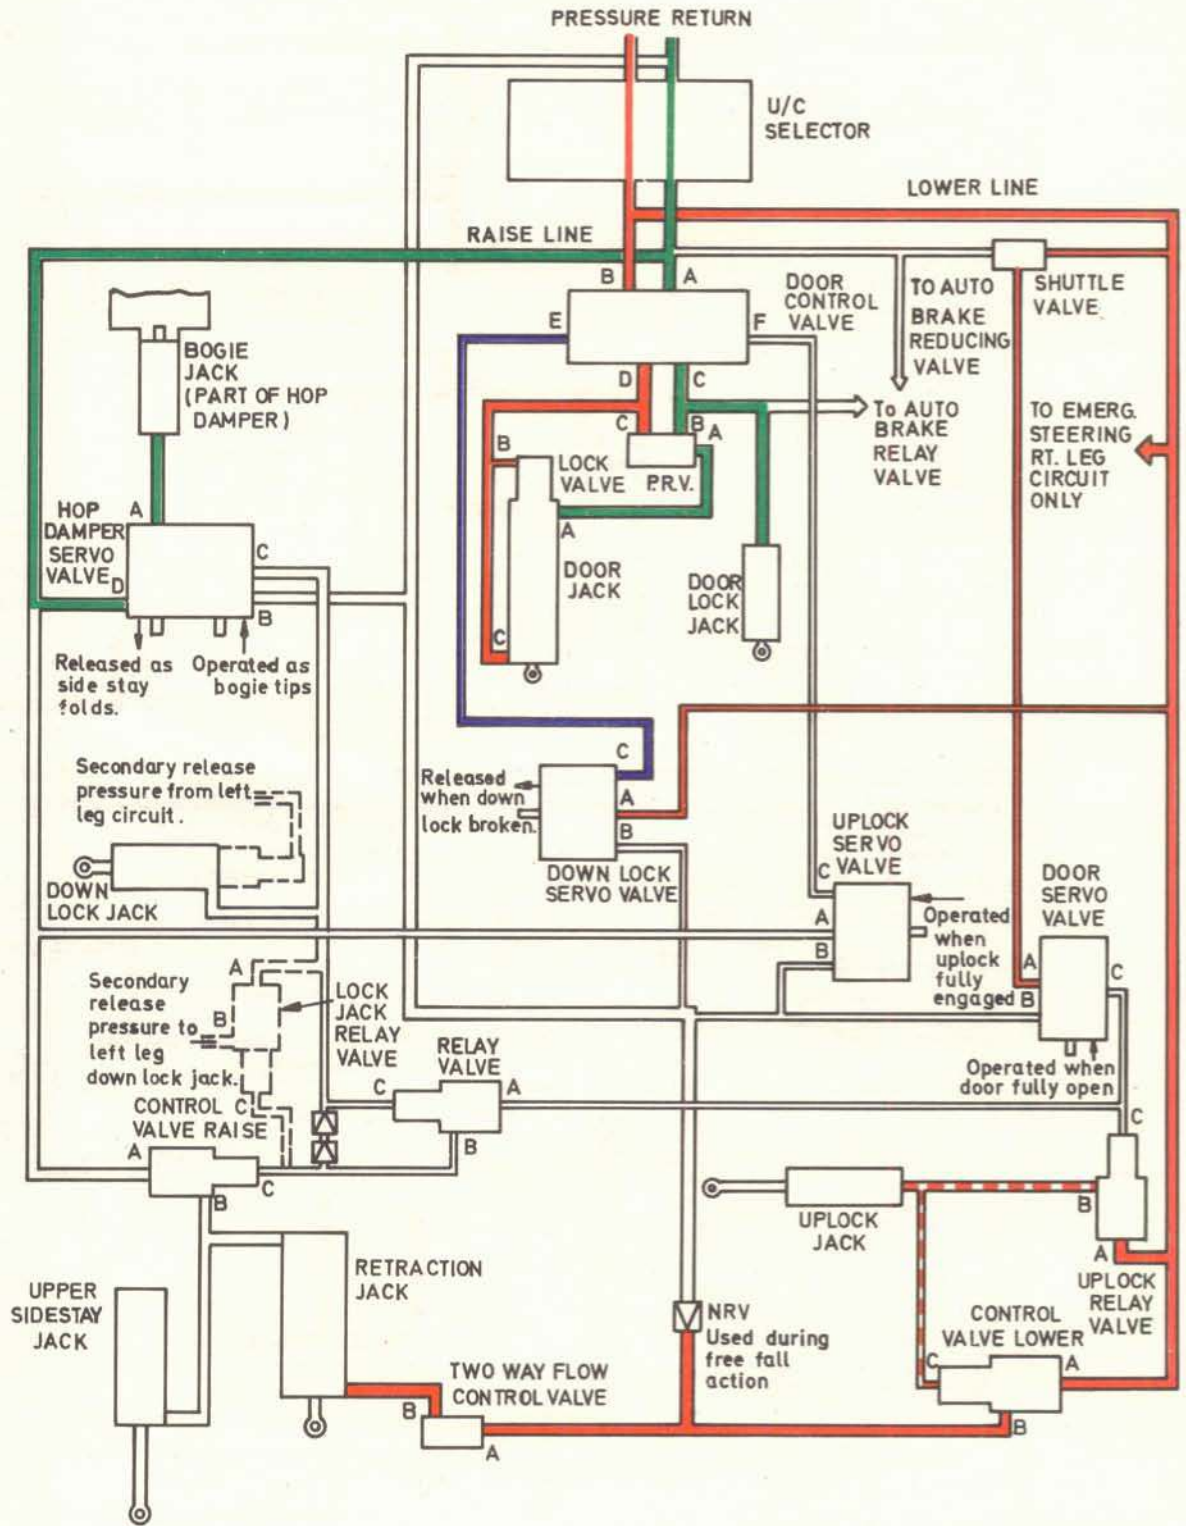 PRESSURE RETURN
U/C
SELECTOR
LOWER LINE
RAISE LINE
B
A
DOOR
CONTROL
VALVE
SHUTTLE
VALVE
TO AUTO
BRAKE
REDUCING
VALVE
E
F
BOGIE
JACK
(PART OF HOP
DAMPER)
D
C
C
B
A
To AUTO
BRAKE
RELAY
VALVE
TO EMERG.
STEERING
RT. LEG
CIRCUIT
ONLY
B
LOCK
VALVE
P.R.V.
A
HOP
DAMPER
SERVO
VALVE
A
D
C
B
DOOR
JACK
C
DOOR
LOCK
JACK
Released as
side stay
folds.
Operated as
bogie tips
Secondary release
pressure from left
leg circuit.
DOWN
LOCK JACK
Released
when down
lock broken.
C
A
B
DOWN LOCK
SERVO VALVE
UPLOCK
SERVO
VALVE
C
A
B
Operated
when
uplock
fully
engaged
DOOR
SERVO
VALVE
A
B
C
Operated when
door fully open
Secondary
release
pressure to
left leg
down lock jack.
A
B
C
LOCK
JACK
RELAY
VALVE
RELAY
VALVE
C
A
B
CONTROL
VALVE RAISE
A
C
B
C
B
A
UPLOCK
JACK
UPLOCK
RELAY
VALVE
RETRACTION
JACK
UPPER
SIDESTAY
JACK
NRV
Used during
free fall
action
CONTROL
VALVE LOWER
C
A
B
TWO WAY FLOW
CONTROL VALVE
B
A